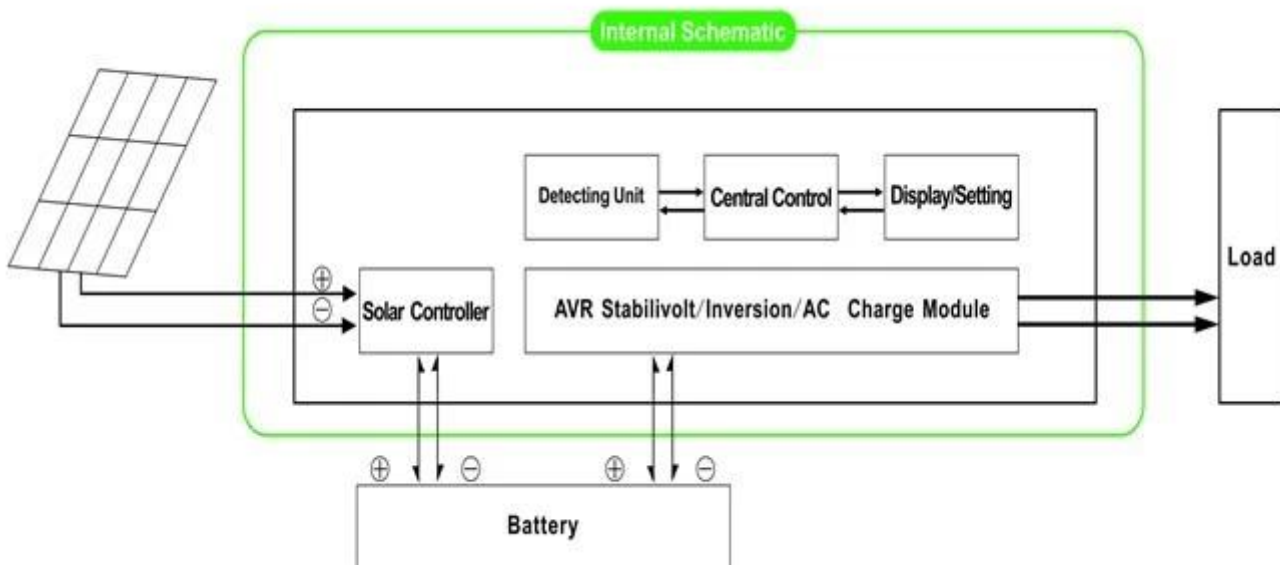 Internal Schematic
Detecting Unit
Central Control
Display/Setting
Load
⊕
⊖
Solar Controller
AVR Stabilivolt/Inversion/AC Charge Module
⊕ ⊖ ⊕ ⊖
Battery